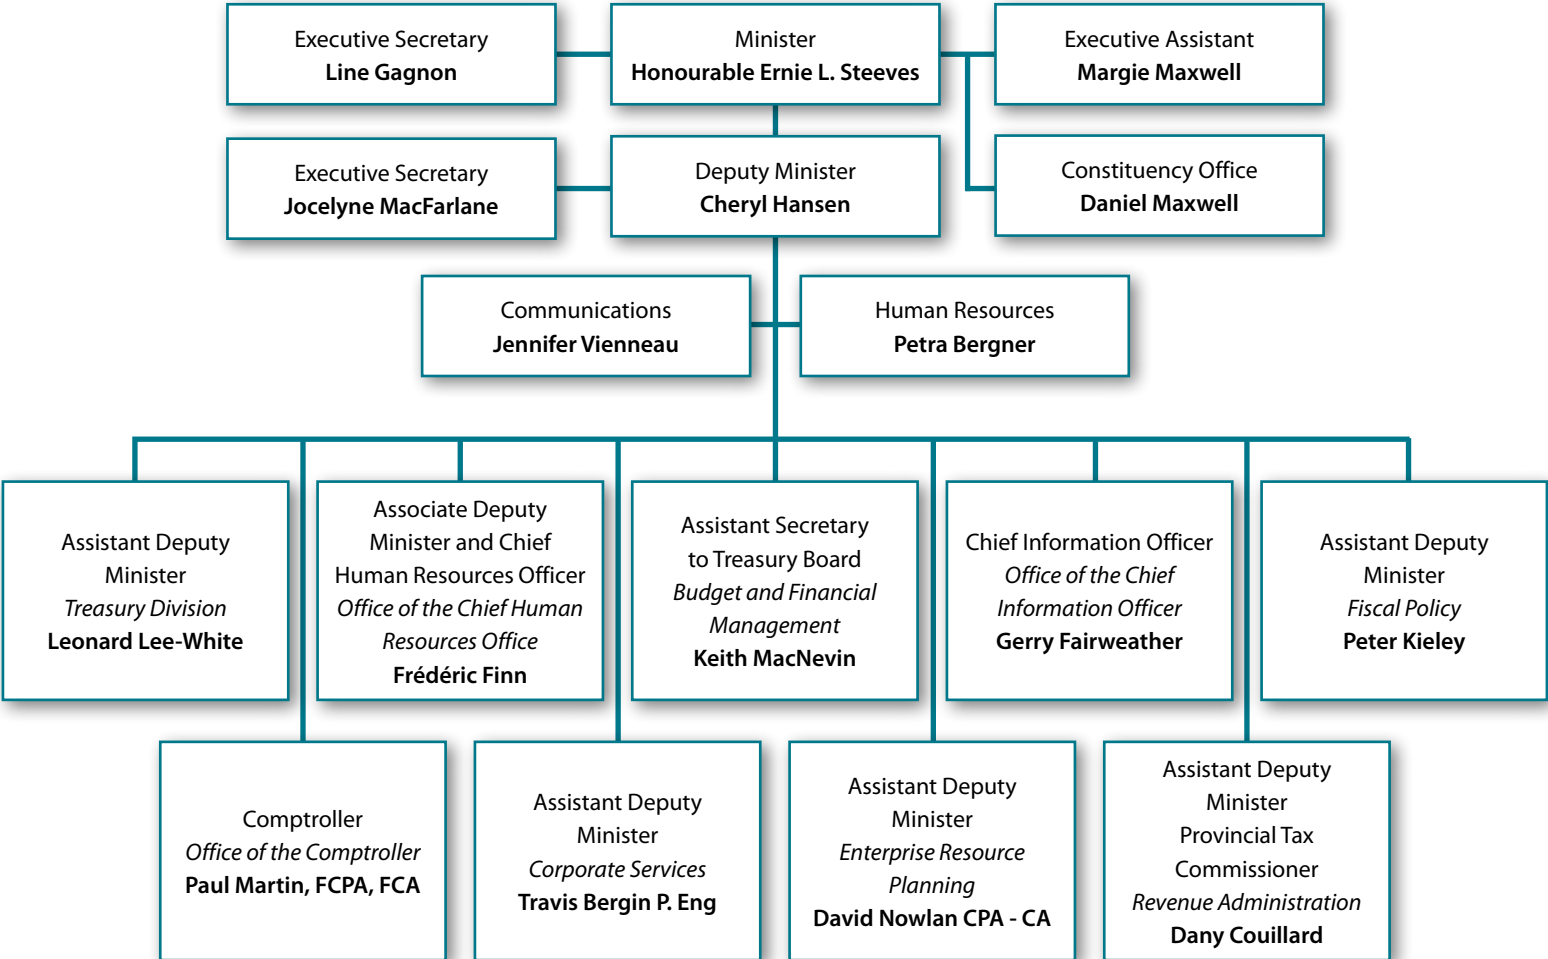 Executive Secretary
Line Gagnon
Minister
Honourable Ernie L. Steeves
Executive Assistant
Margie Maxwell
Executive Secretary
Jocelyne MacFarlane
Deputy Minister
Cheryl Hansen
Constituency Office
Daniel Maxwell
Communications
Jennifer Vienneau
Human Resources
Petra Bergner
Assistant Deputy
Minister
Treasury Division
Leonard Lee-White
Associate Deputy
Minister and Chief
Human Resources Officer
Office of the Chief Human
Resources Office
Frédéric Finn
Assistant Secretary
to Treasury Board
Budget and Financial
Management
Keith MacNevin
Chief Information Officer
Office of the Chief
Information Officer
Gerry Fairweather
Assistant Deputy
Minister
Fiscal Policy
Peter Kieley
Comptroller
Office of the Comptroller
Paul Martin, FCPA, FCA
Assistant Deputy
Minister
Corporate Services
Travis Bergin P. Eng
Assistant Deputy
Minister
Enterprise Resource
Planning
David Nowlan CPA - CA
Assistant Deputy
Minister
Provincial Tax
Commissioner
Revenue Administration
Dany Couillard